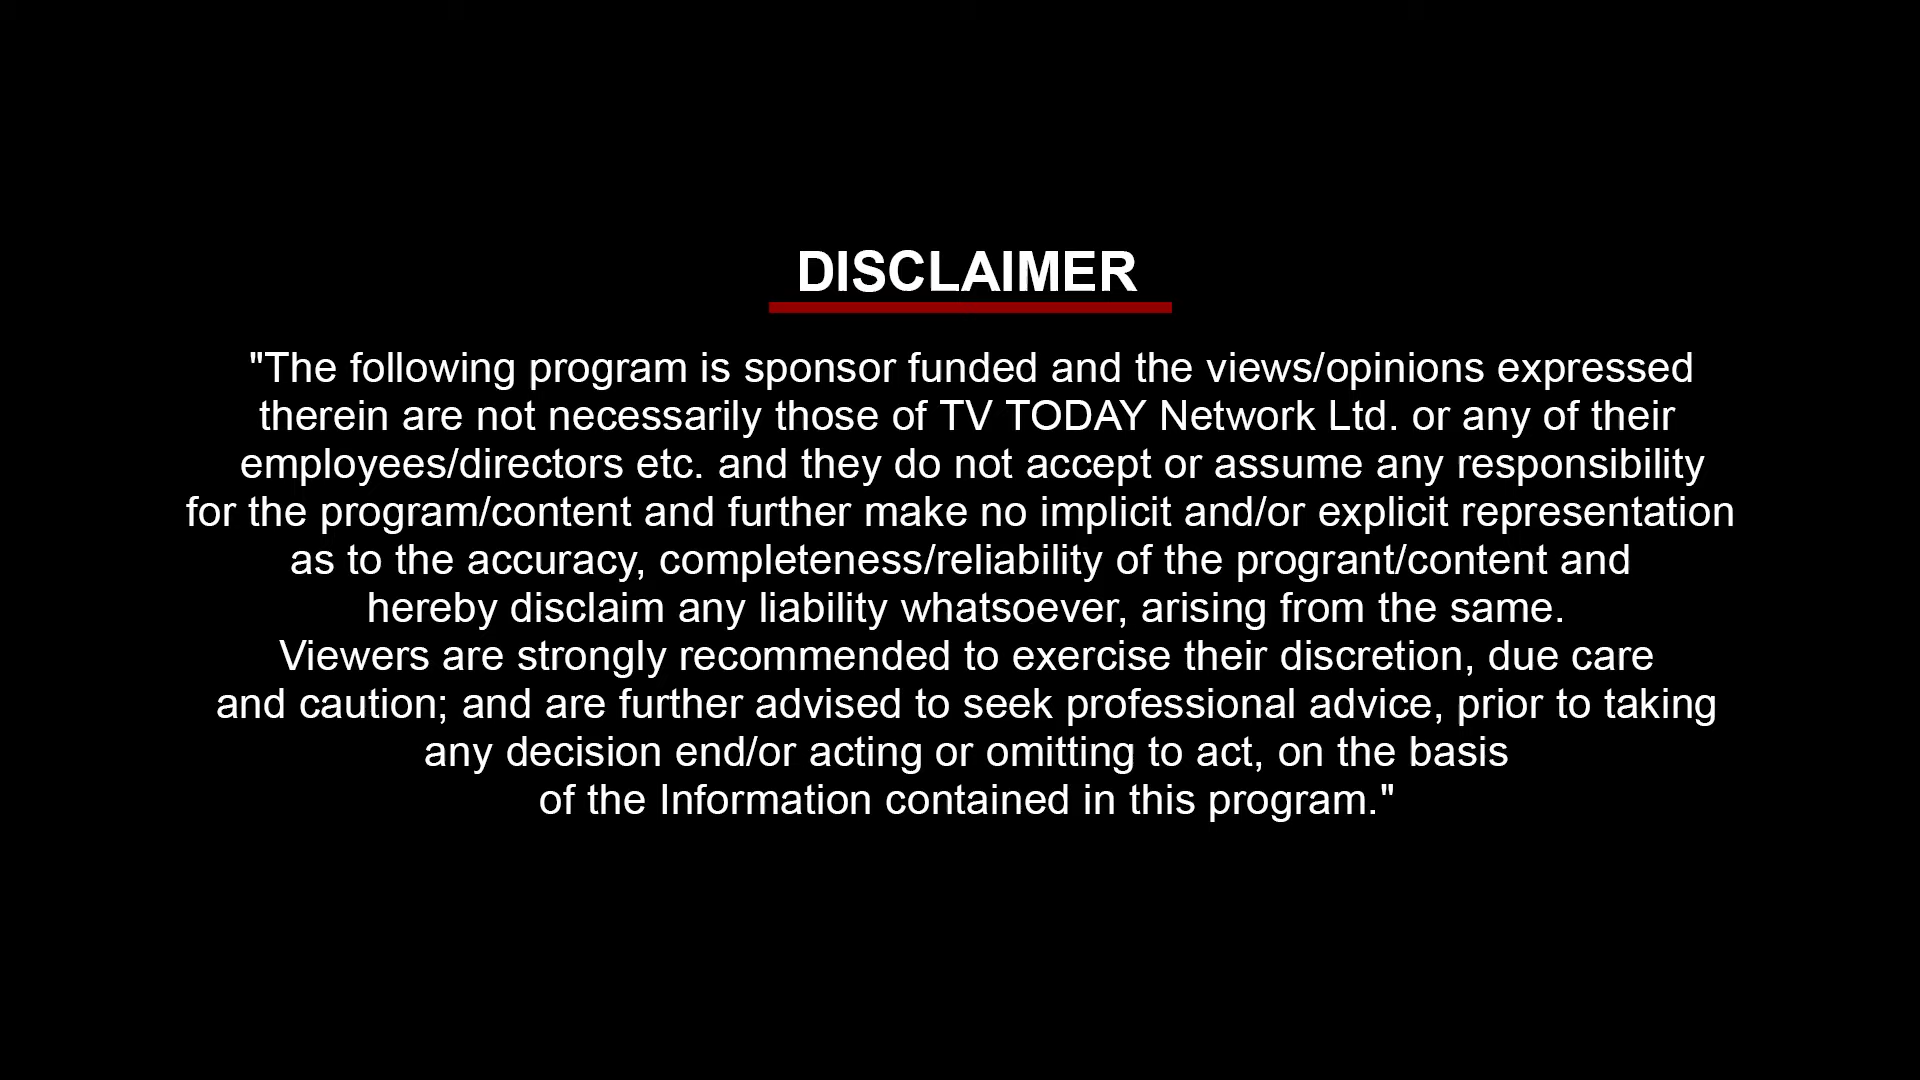 DISCLAIMER
"The following program is sponsor funded and the views/opinions expressed
therein are not necessarily those of TV TODAY Network Ltd. or any of their
employees/directors etc. and they do not accept or assume any responsibility
for the program/content and further make no implicit and/or explicit representation
as to the accuracy, completeness/reliability of the progrant/content and
hereby disclaim any liability whatsoever, arising from the same.
Viewers are strongly recommended to exercise their discretion, due care
and caution; and are further advised to seek professional advice, prior to taking
any decision end/or acting or omitting to act, on the basis
of the Information contained in this program."